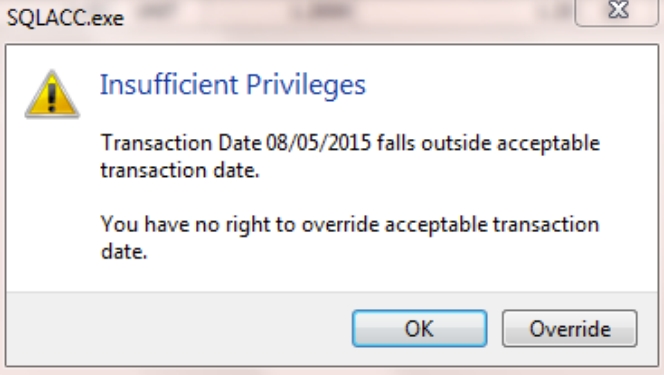 SQLACC.exe
Insufficient Privileges
Transaction Date 08/05/2015 falls outside acceptable
transaction date.
You have no right to override acceptable transaction
date.
OK
Override